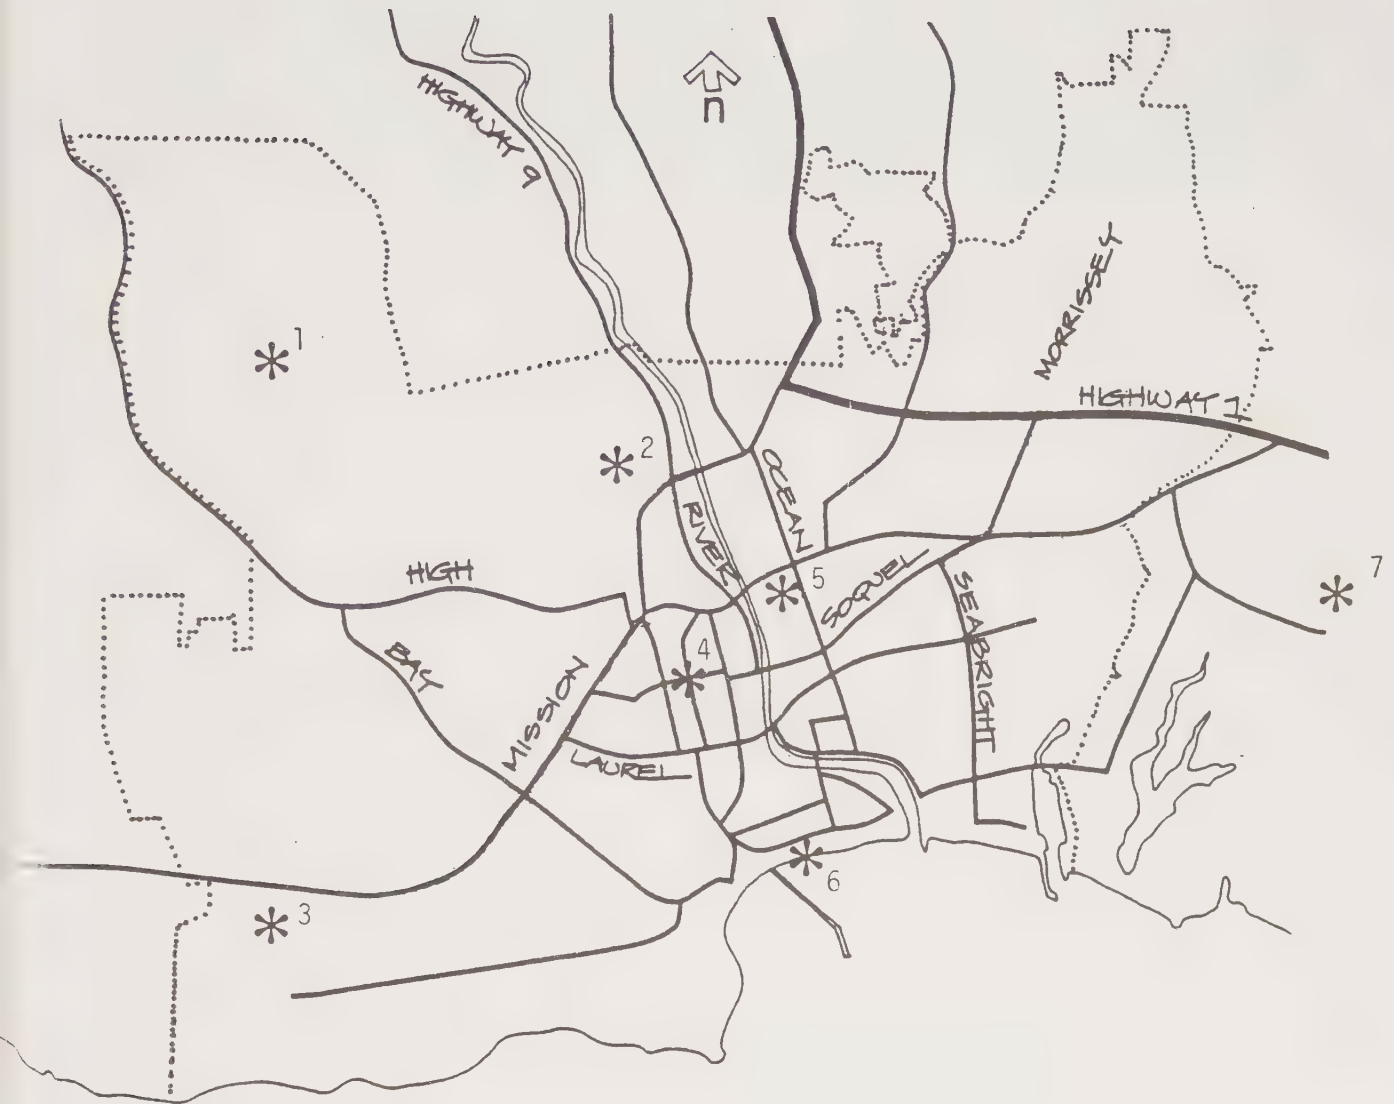 HIGHWAY 9
n
MORRISSEY
1
HIGHWAY 1
2
OCEAN
RIVER
HIGH
5
SOQUEL
7
SEABRIGHT
BAY
4
MISSION
LAUREL
6
3